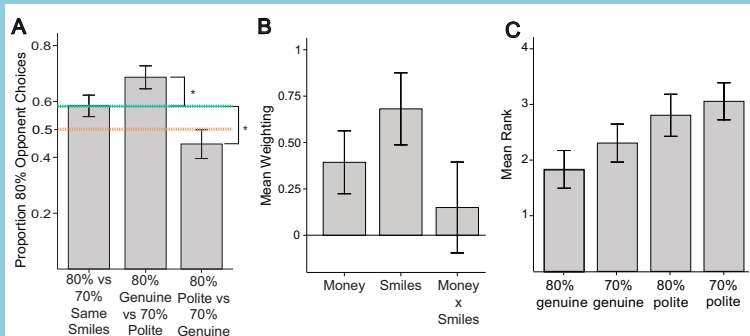 A
Proportion 80% Opponent Choices
0.8
0.6
0.5
0.4
0.2
*
*
80% vs
70%
Same
Smiles
80%
Genuine
vs 70%
Polite
80%
Polite vs
70%
Genuine
B
Mean Weighting
1
0.75
0.25
0
Money
Smiles
Money
x
Smiles
C
Mean Rank
4
3
2
1
80%
genuine
70%
genuine
80%
polite
70%
polite